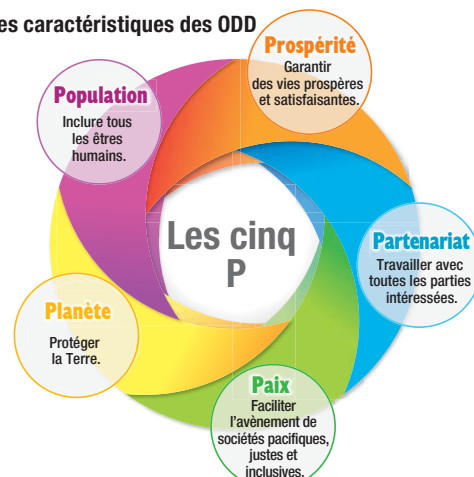 es caractéristiques des ODD
Prospérité
Garantir
des vies prospères
et satisfaisantes.
Population
Inclure tous
les êtres
humains.
Les cinq
P
Partenariat
Travailler avec
toutes les parties
intéressées.
Planète
Protéger
la Terre.
Paix
Faciliter
l'avènement de
sociétés pacifiques,
justes et
inclusives.